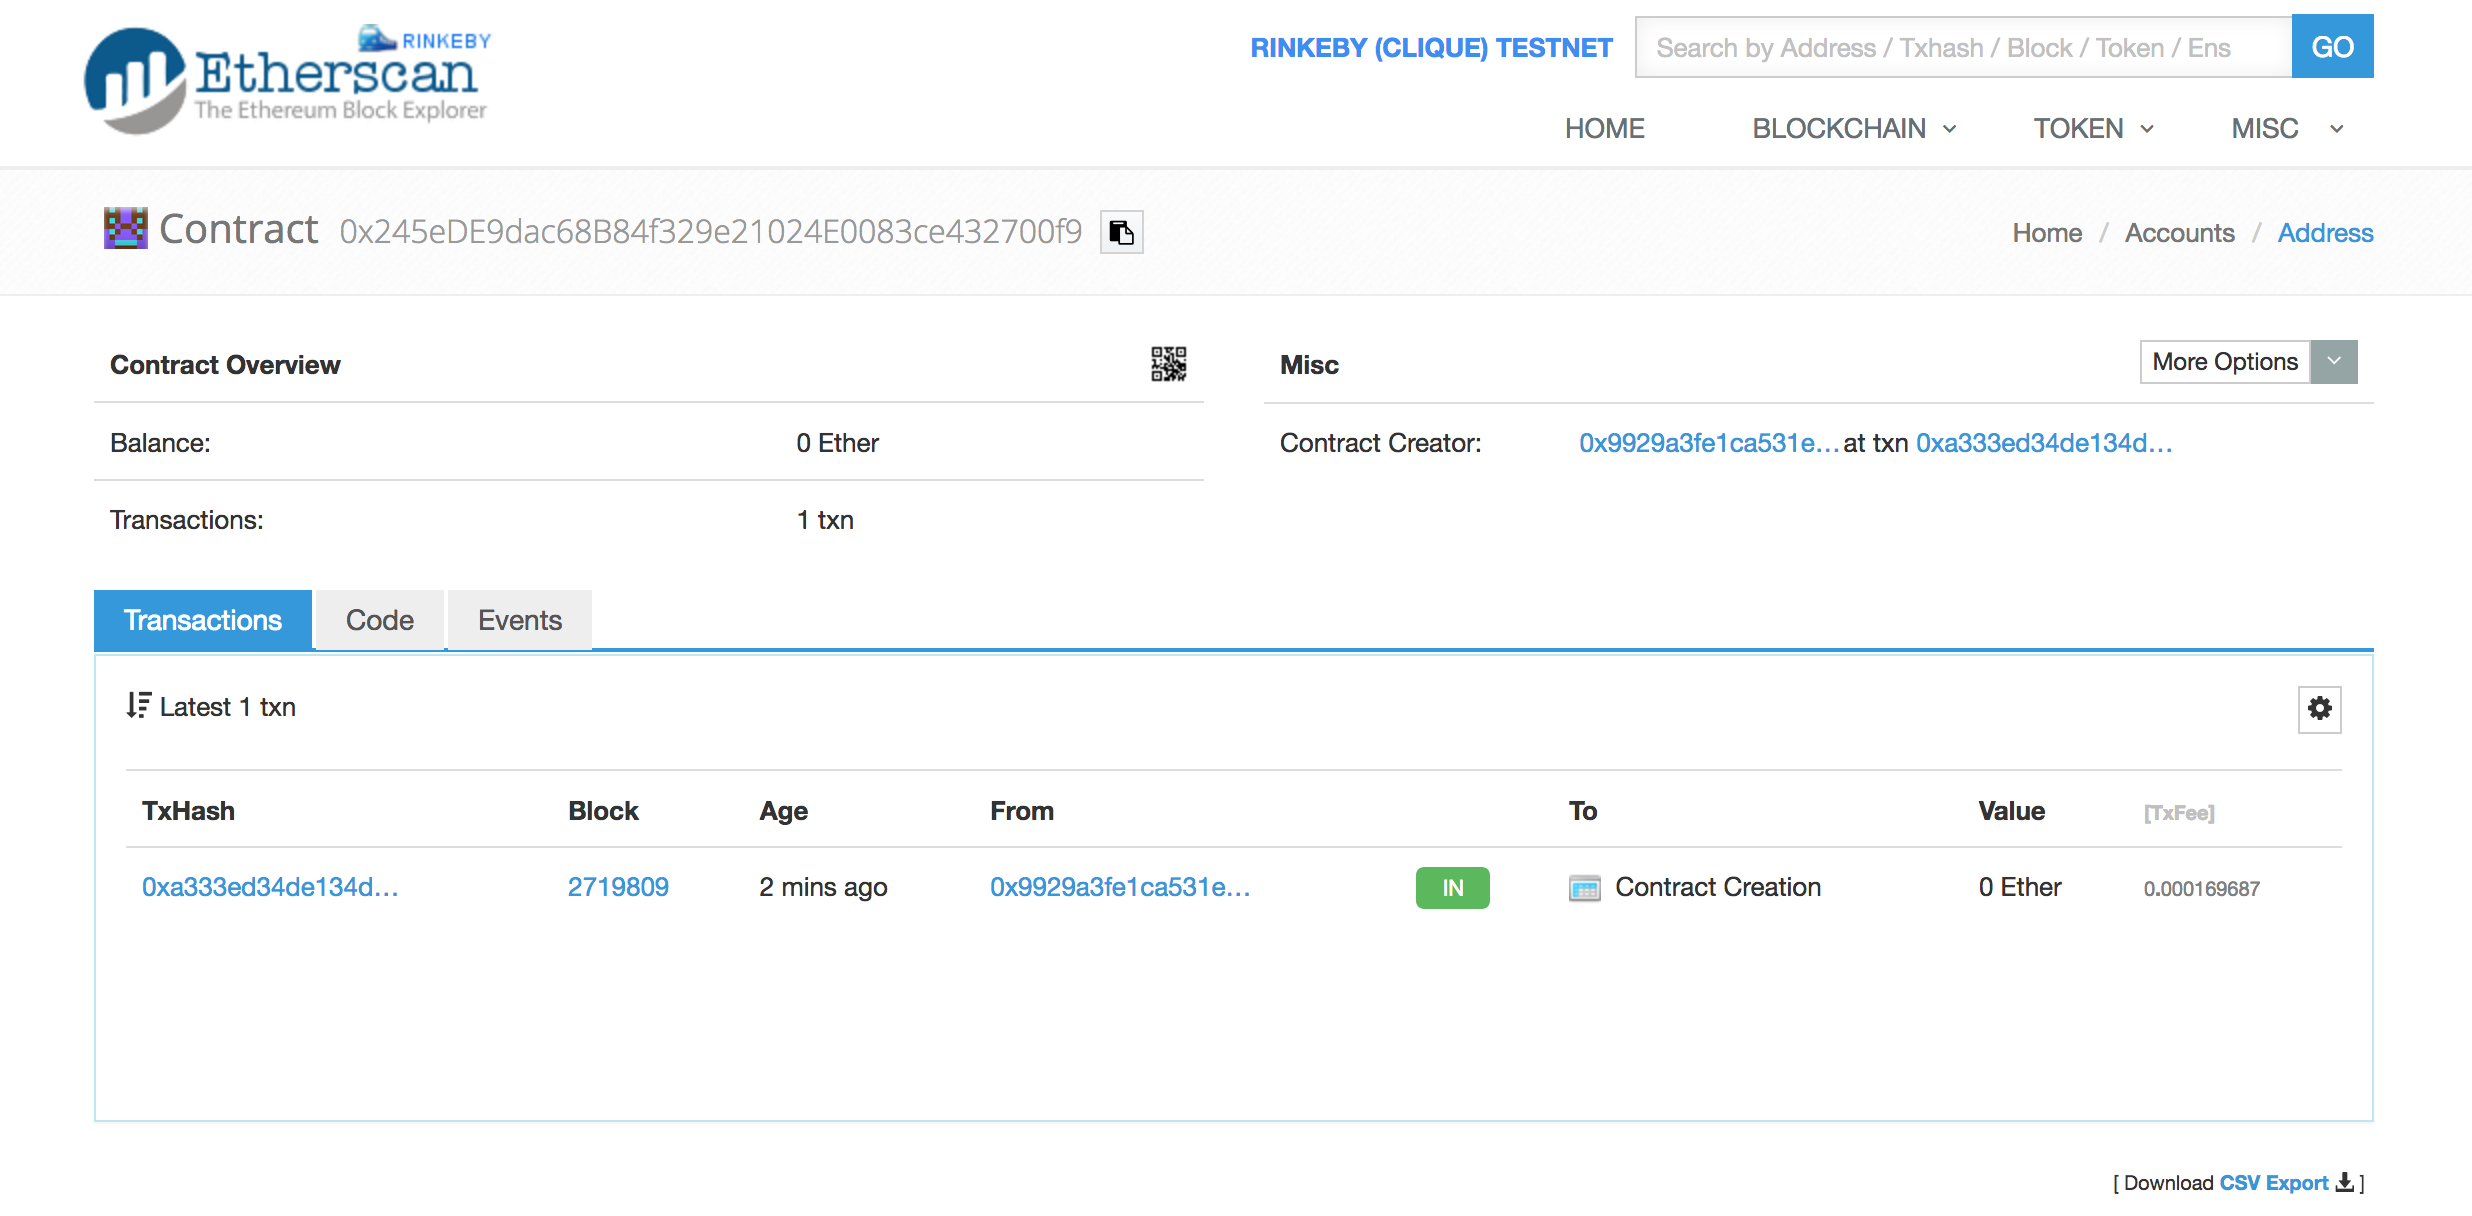 RINKEBY
Etherscan
The Ethereum Block Explorer
RINKEBY (CLIQUE) TESTNET
Search by Address / Txhash / Block / Token / Ens
GO
HOME BLOCKCHAIN TOKEN MISC
Contract 0x245eDE9dac68B84f329e21024E0083ce432700f9
Home / Accounts / Address
Contract Overview
Balance: 0 Ether
Transactions: 1 txn
Misc
More Options
Contract Creator: 0x9929a3fe1ca531e... at txn 0xa333ed34de134d...
Transactions Code Events
Latest 1 txn
TxHash Block Age From To Value [TxFee]
0xa333ed34de134d... 2719809 2 mins ago 0x9929a3fe1ca531e... IN Contract Creation 0 Ether 0.000169687
[ Download CSV Export ]